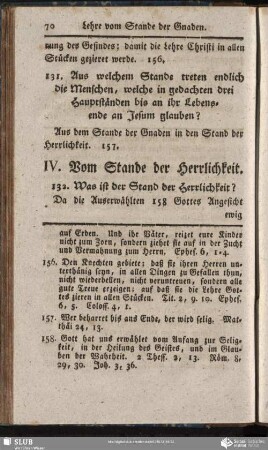 70 Lehre vom Stande der Gnaden.
nung des Gesindes; damit die Lehre Christi in allen
Stücken gezieret werde. 156.
131. Aus welchem Stande treten endlich
die Menschen, welche in gedachten drei
Hauptständen bis an ihr Lebens-
ende an Jesum glauben?
Aus dem Stande der Gnaden in den Stand der
Herrlichkeit. 157.
IV. Vom Stande der Herrlichkeit.
132. Was ist der Stand der Herrlichkeit?
Da die Auserwählten 158 Gottes Angesicht
ewig
auf Erden. Und ihr Väter, reizet eure Kinder
nicht zum Zorn, sondern ziehet sie auf in der Zucht
und Vermahnung zum Herrn. Ephes. 6, 1-4.
156. Den Knechten gebiete: daß sie ihren Herren un-
terthänig seyn, in allen Dingen zu Gefallen thun,
nicht wiederbellen, nicht veruntreuen, sondern alle
gute Treue erzeigen; auf daß sie die Lehre Got-
tes zieren in allen Stücken. Tit. 2, 9. 10. Ephes.
6, 5. Coloss. 4, 1.
157. Wer beharret bis ans Ende, der wird selig. Mat-
thäi 24, 13.
158. Gott hat uns erwählet vom Anfang zur Selig-
keit, in der Heilung des Geistes, und im Glau-
ben der Wahrheit. 2 Thess. 2, 13. Röm. 8,
29, 30. Joh. 3, 36.
SLUB